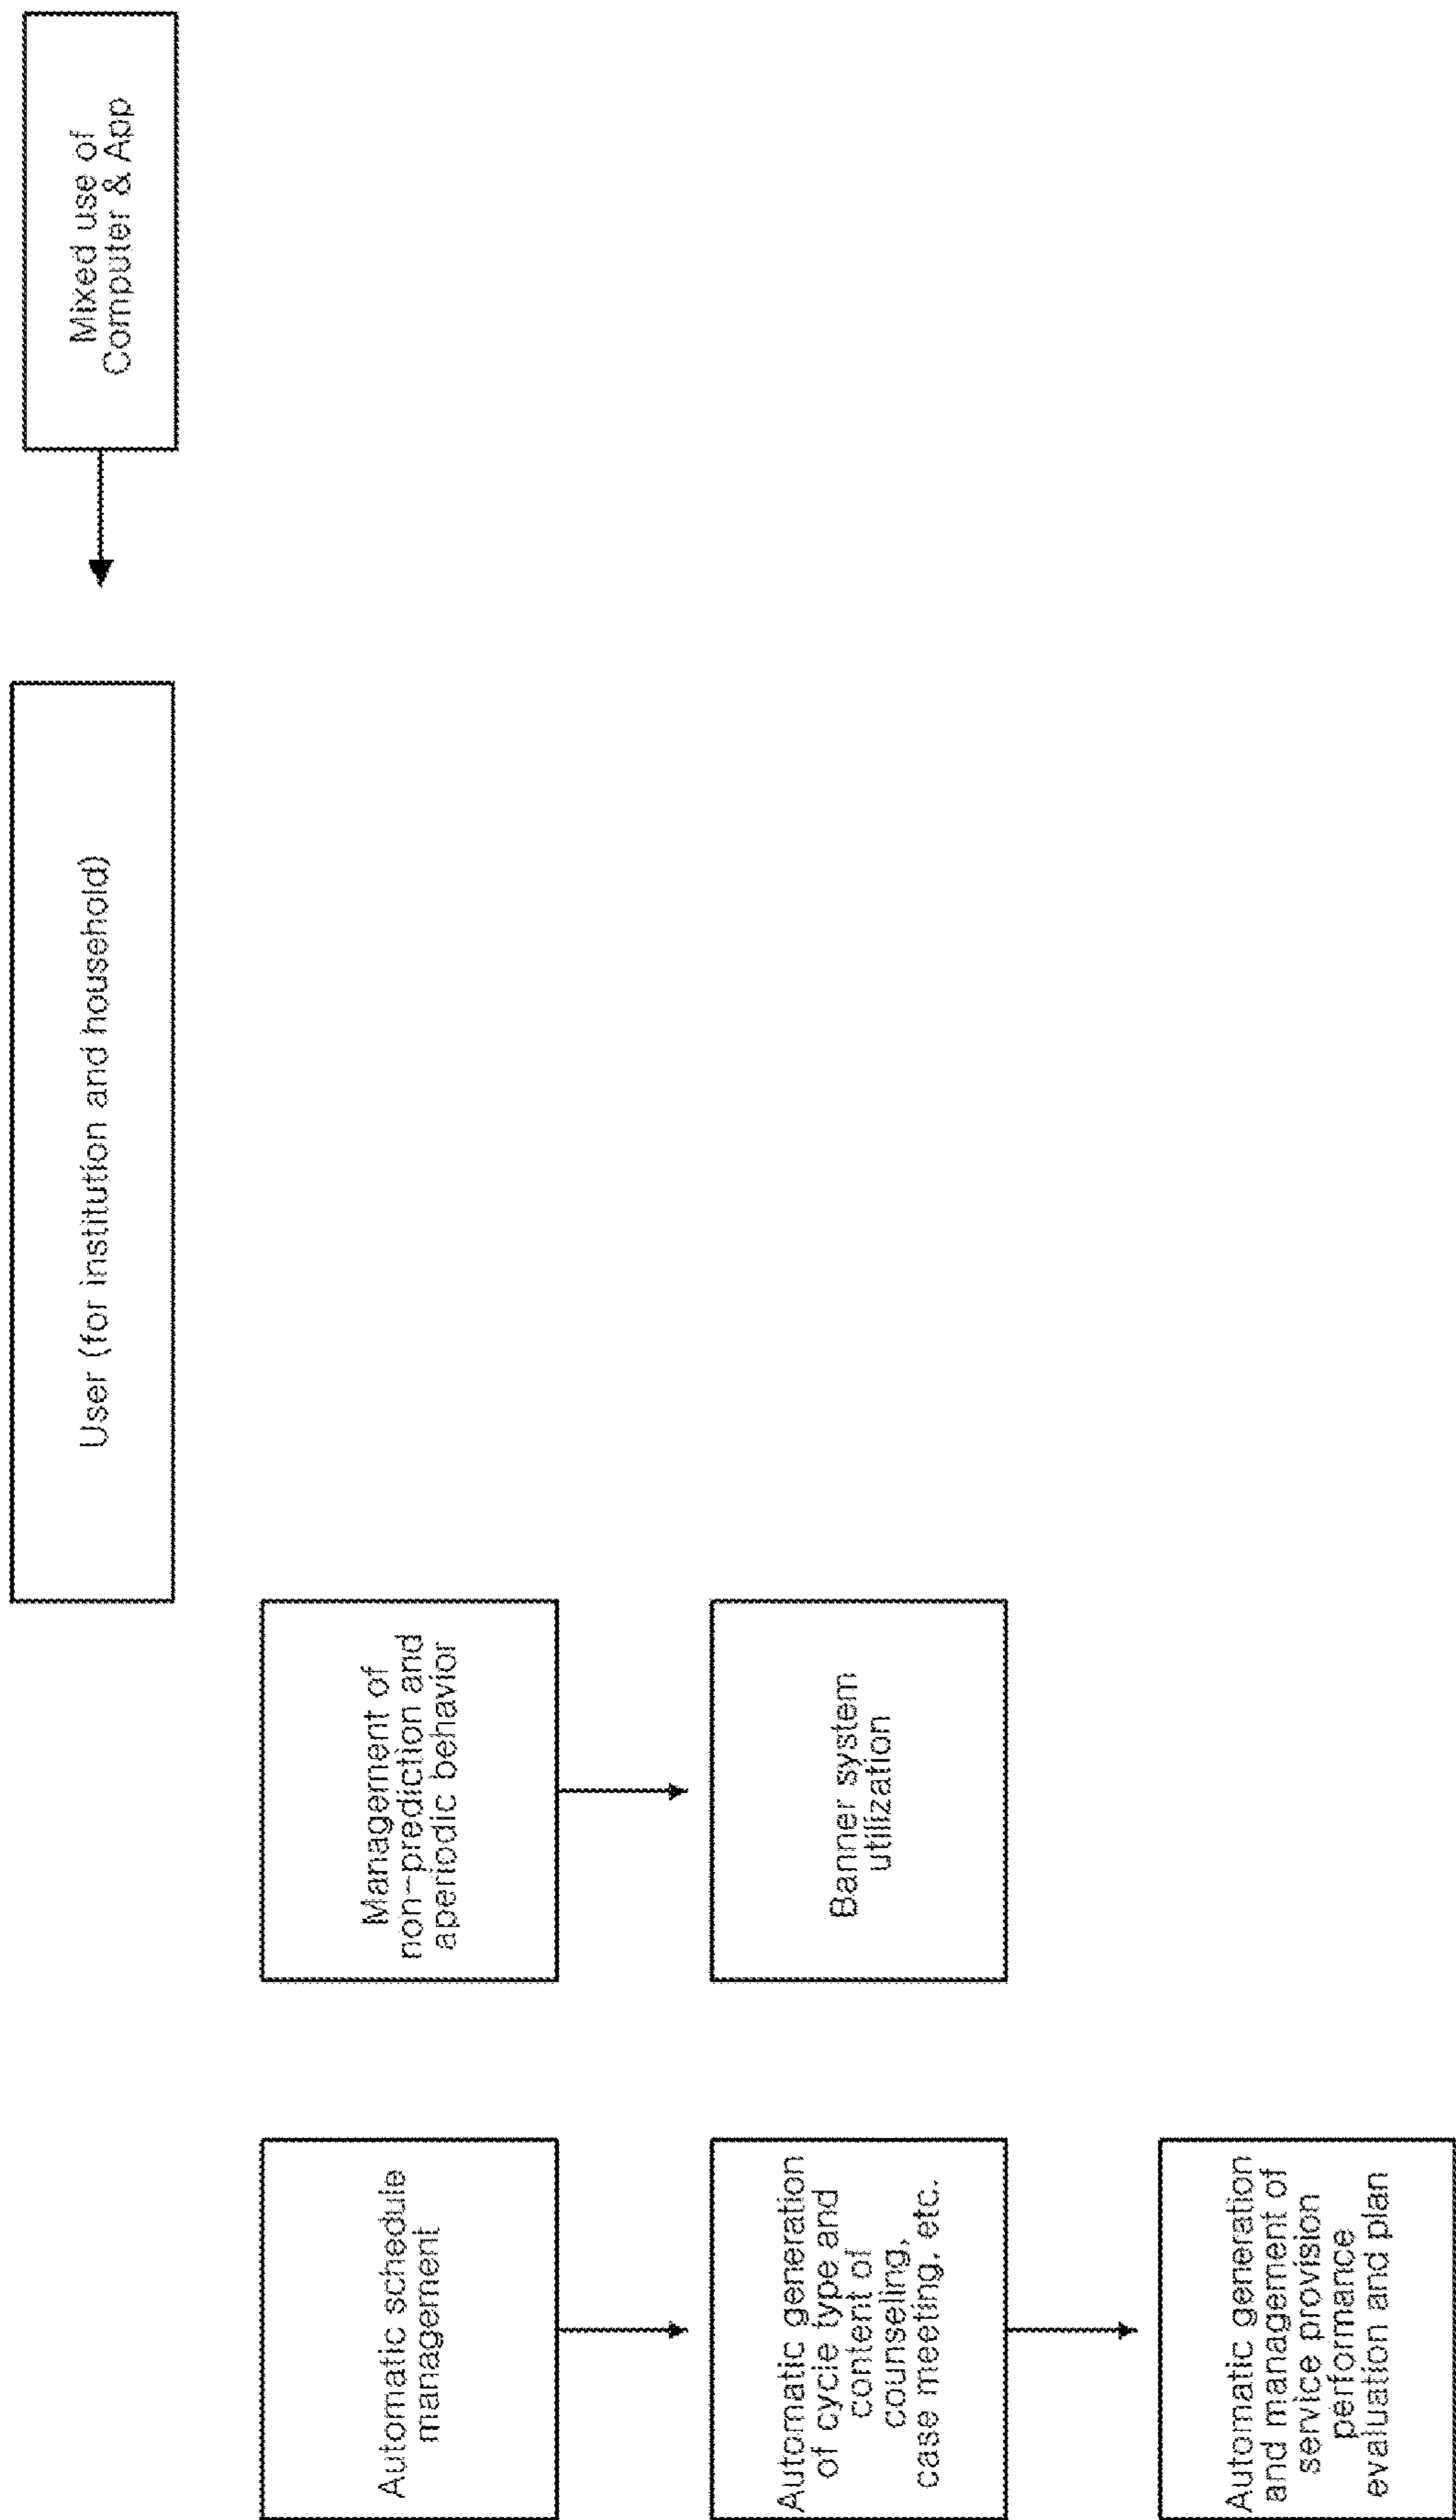 User (for institution and household)
Mixed use of
Computer & App
Automatic schedule
management
Management of
non-prediction and
aperiodic behavior
Automatic generation
of cycle type and
content of
counseling,
case meeting, etc.
Banner system
utilization
Automatic generation
and management of
service provision
performance
evaluation and plan